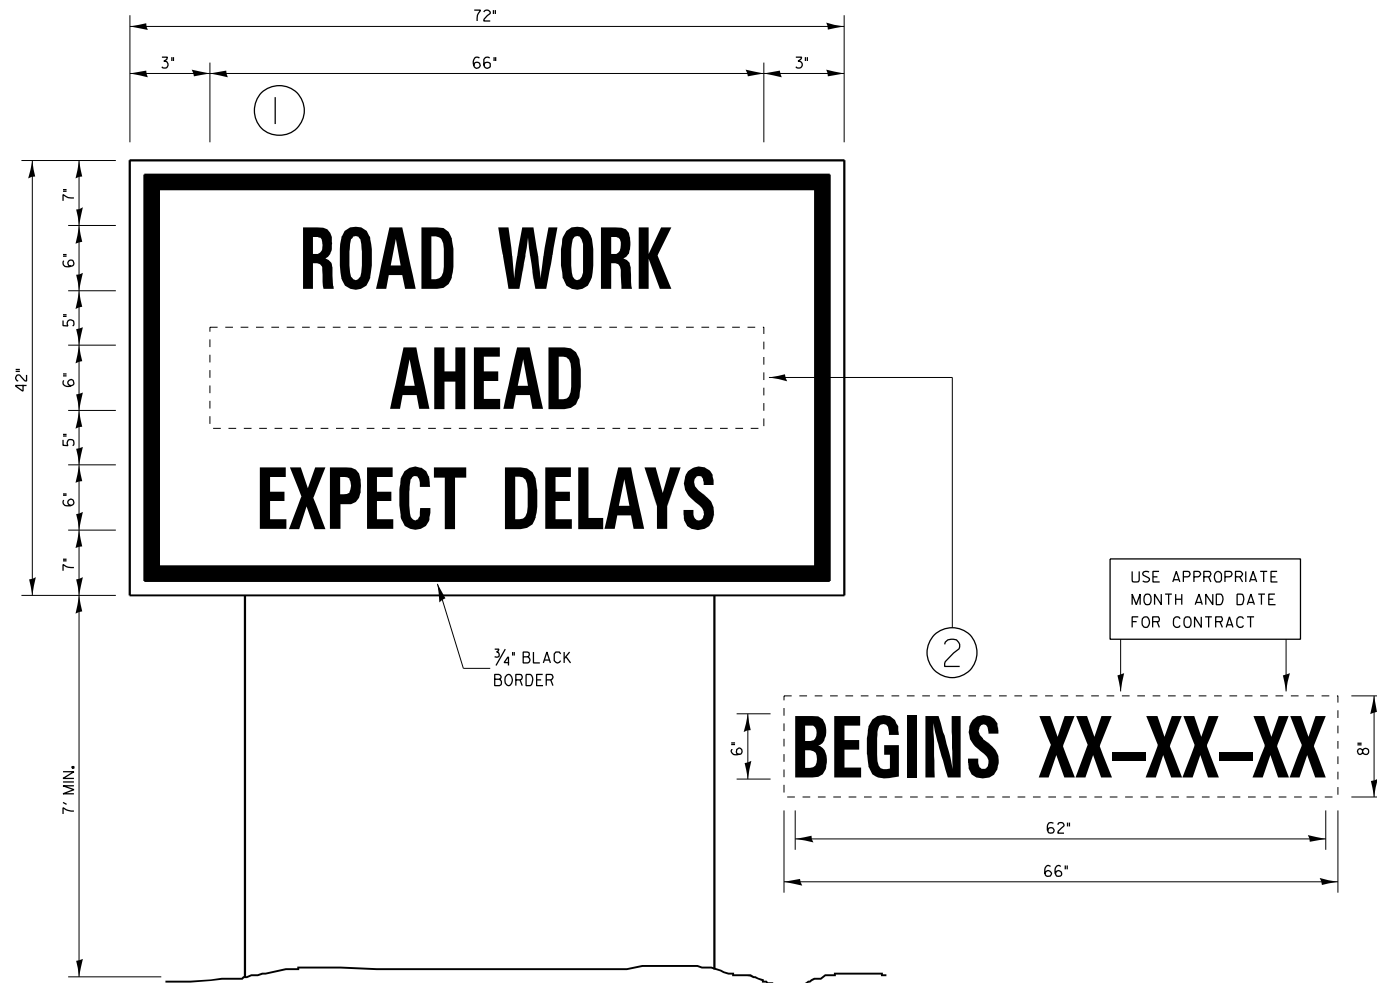 72"
3" 66" 3"
1
7"
6"
5"
6"
5"
6"
7"
42"
ROAD WORK
AHEAD
EXPECT DELAYS
¾" BLACK
BORDER
7' MIN.
2
USE APPROPRIATE
MONTH AND DATE
FOR CONTRACT
6"
BEGINS XX-XX-XX
8"
62"
66"